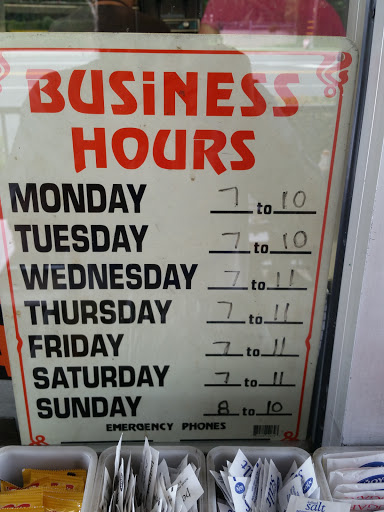 BUSiNESS
HOURS
MONDAY 7 to 10
TUESDAY 7 to 10
WEDNESDAY 7 to 11
THURSDAY 7 to 11
FRIDAY 7 to 11
SATURDAY 7 to 11
SUNDAY 8 to 10
EMERGENCY PHONES
salt